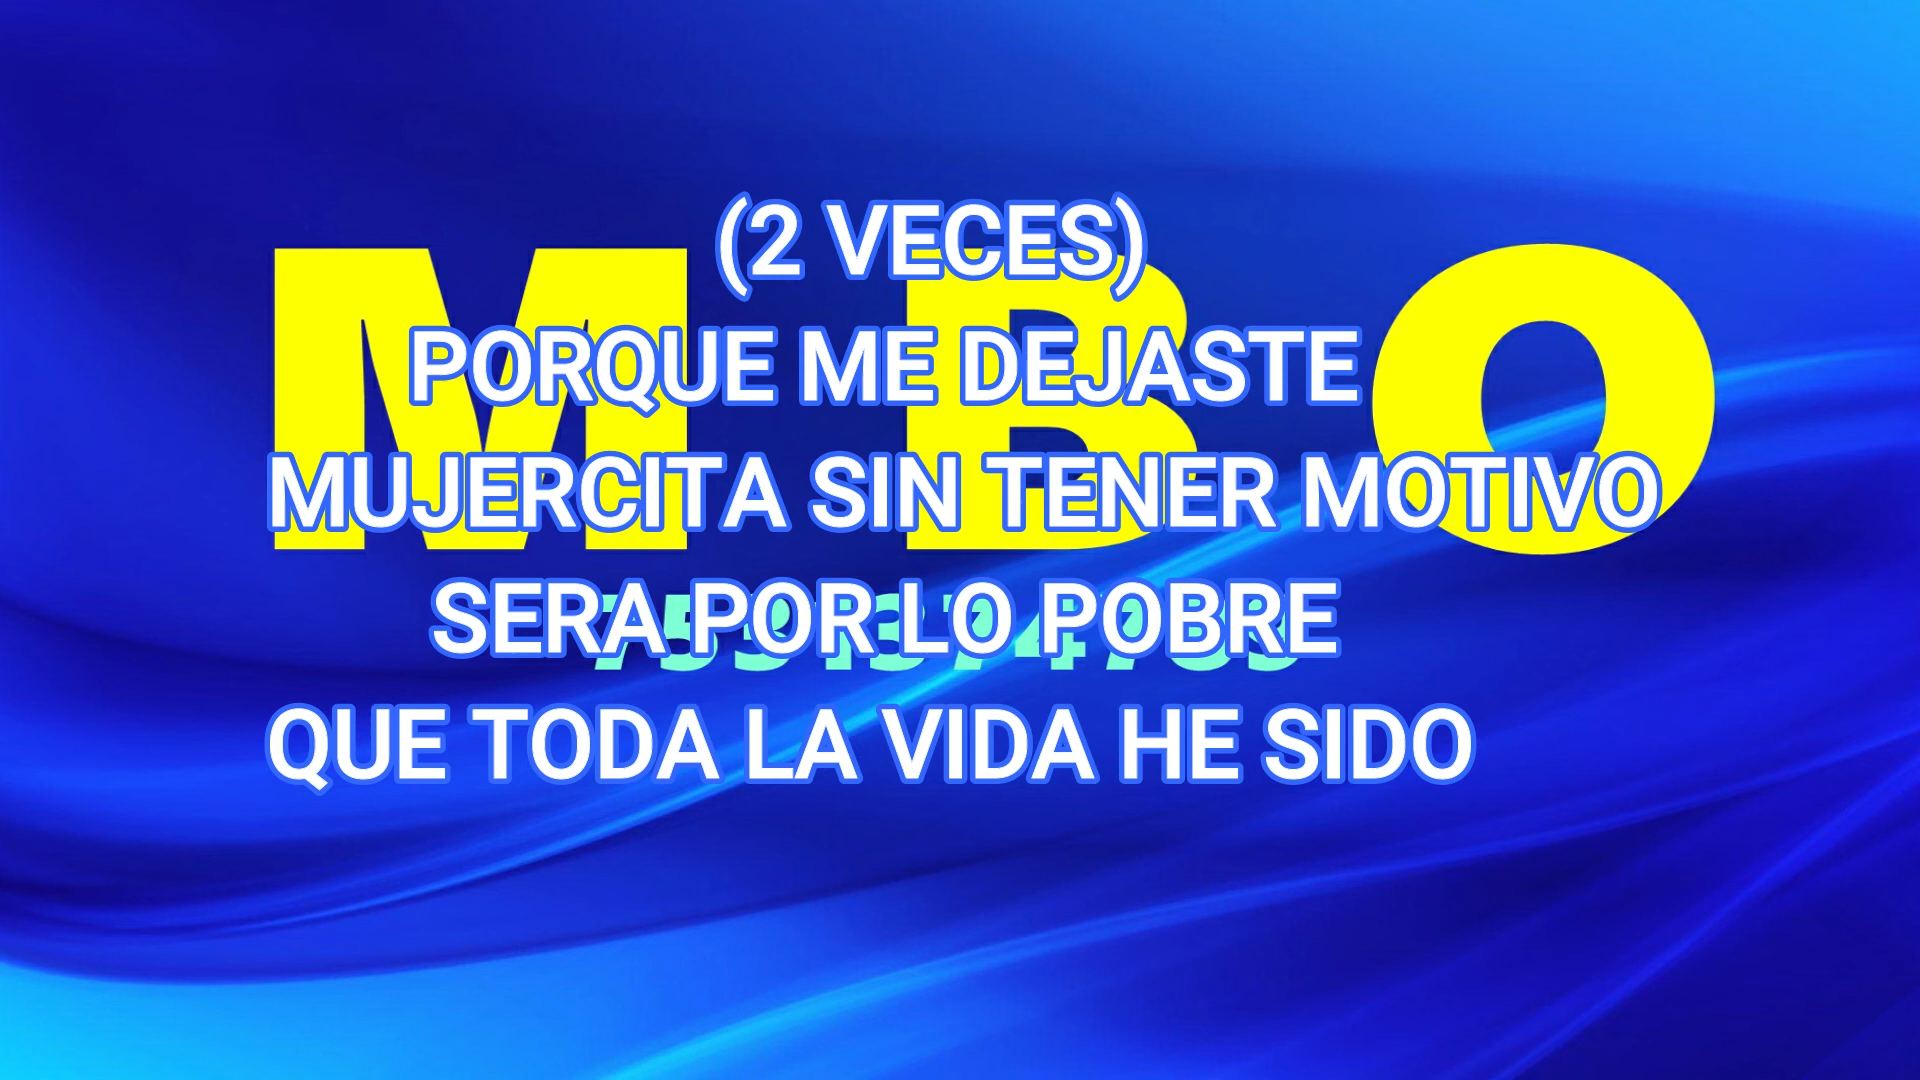 (2 VECES)
M B O
PORQUE ME DEJASTE
MUJERCITA SIN TENER MOTIVO
SERA POR LO POBRE
QUE TODA LA VIDA HE SIDO